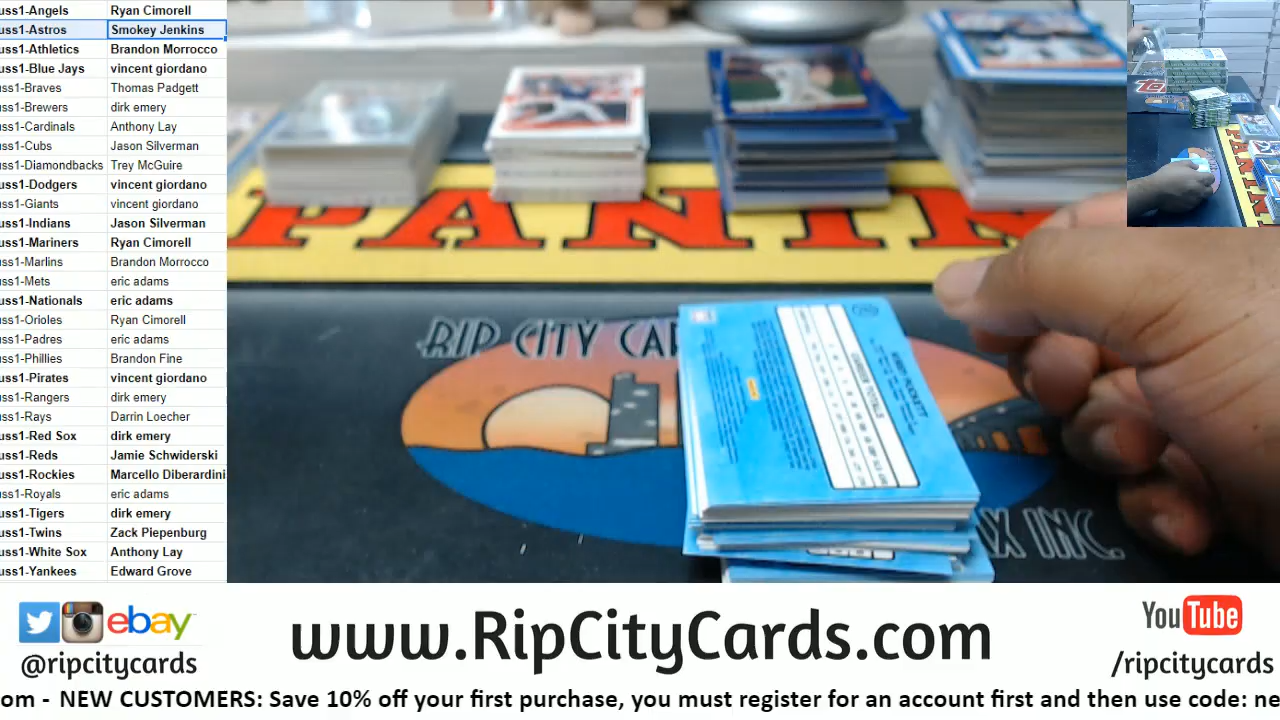 uss1-Angels Ryan Cimorell
uss1-Astros Smokey Jenkins
uss1-Athletics Brandon Morrocco
uss1-Blue Jays vincent giordano
uss1-Braves Thomas Padgett
uss1-Brewers dirk emery
uss1-Cardinals Anthony Lay
uss1-Cubs Jason Silverman
uss1-Diamondbacks Trey McGuire
uss1-Dodgers vincent giordano
uss1-Giants vincent giordano
uss1-Indians Jason Silverman
uss1-Mariners Ryan Cimorell
uss1-Marlins Brandon Morrocco
uss1-Mets eric adams
uss1-Nationals eric adams
uss1-Orioles Ryan Cimorell
uss1-Padres eric adams
uss1-Phillies Brandon Fine
uss1-Pirates vincent giordano
uss1-Rangers dirk emery
uss1-Rays Darrin Loecher
uss1-Red Sox dirk emery
uss1-Reds Jamie Schwiderski
uss1-Rockies Marcello Diberardini
uss1-Royals eric adams
uss1-Tigers dirk emery
uss1-Twins Zack Piepenburg
uss1-White Sox Anthony Lay
uss1-Yankees Edward Grove
PANIN
RIP CITY CA
KIRBY PUCKETT
CAREER TOTALS
X INC.
ebay
@ripcitycards
www.RipCityCards.com
YouTube
/ripcitycards
om - NEW CUSTOMERS: Save 10% off your first purchase, you must register for an account first and then use code: ne